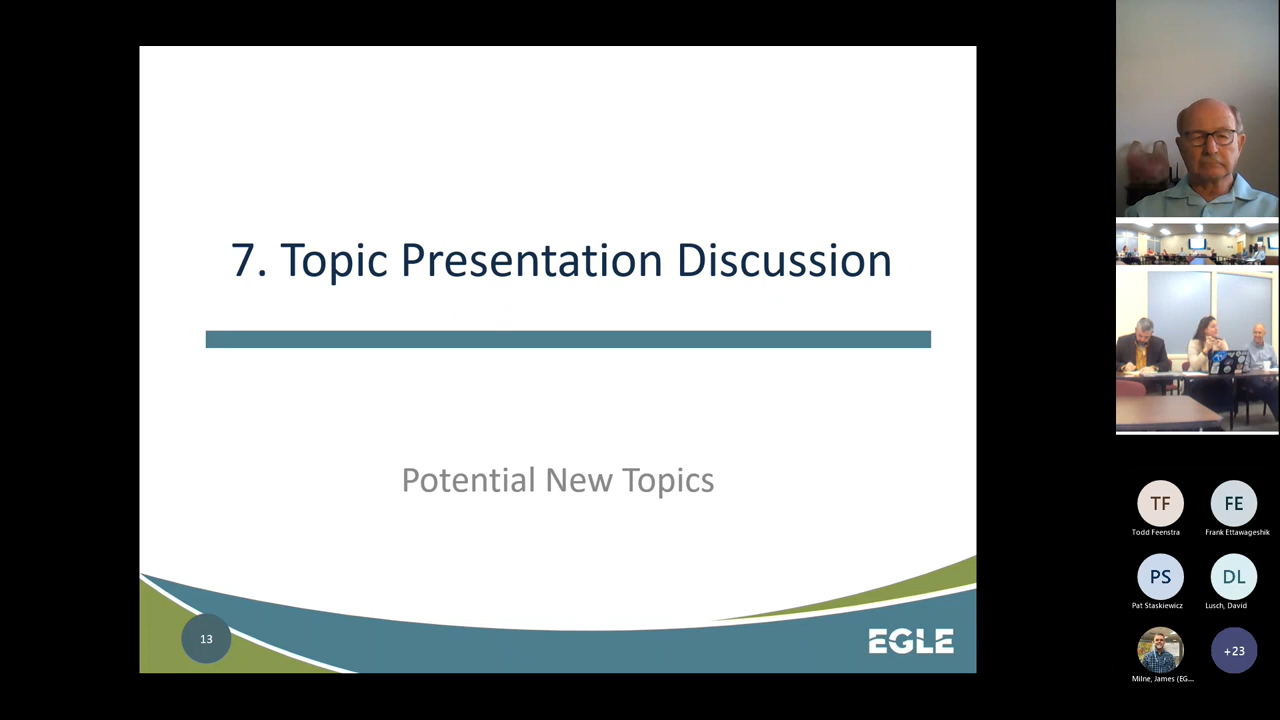 7. Topic Presentation Discussion
Potential New Topics
13
EGLE
TF
FE
Todd Feenstra
Frank Ettawageshik
PS
DL
Pat Staskiewicz
Lusch, David
+23
Milne, James (EG...